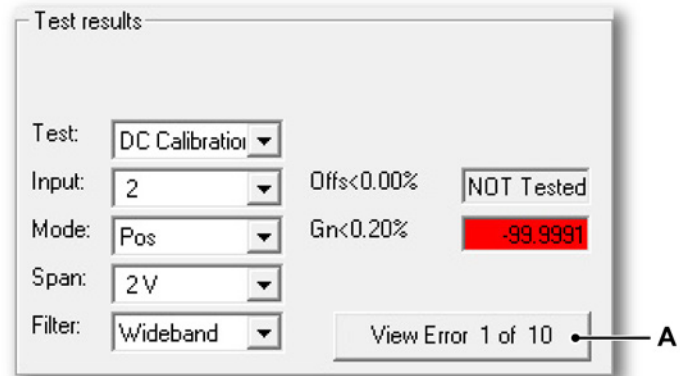 Test results
Test: DC Calibratio
Input: 2 Offs<0.00% NOT Tested
Mode: Pos Gn<0.20% -99.9991
Span: 2 V
Filter: Wideband View Error 1 of 10 A